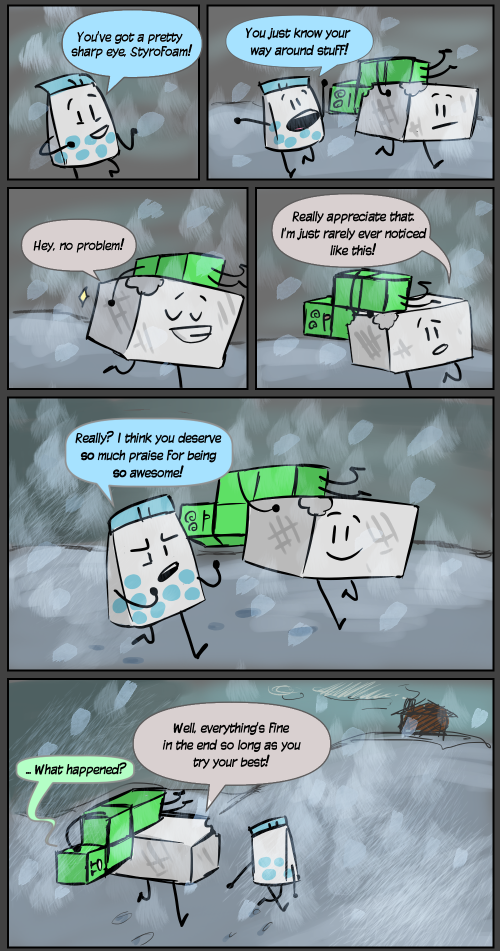 You've got a pretty
sharp eye, StyroFoam!
You just know your
way around stuff!
Hey, no problem!
Really appreciate that.
I'm just rarely ever noticed
like this!
Really? I think you deserve
so much praise for being
so awesome!
Well, everything's fine
in the end so long as you
try your best!
... What happened?